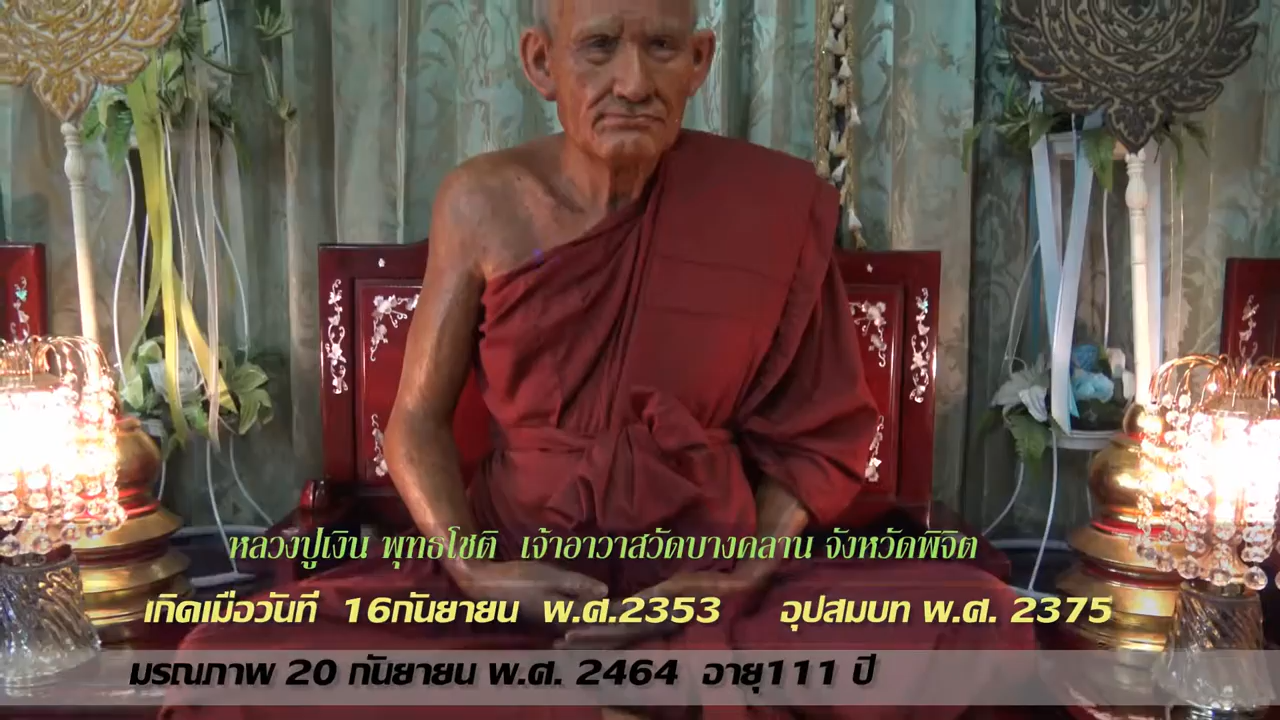 หลวงปู่เงิน พุทธโชติ เจ้าอาวาสวัดบางคลาน จังหวัดพิจิต
เกิดเมื่อวันที่ 16กันยายน พ.ศ.2353 อุปสมบท พ.ศ. 2375
มรณภาพ 20 กันยายน พ.ศ. 2464 อายุ111 ปี